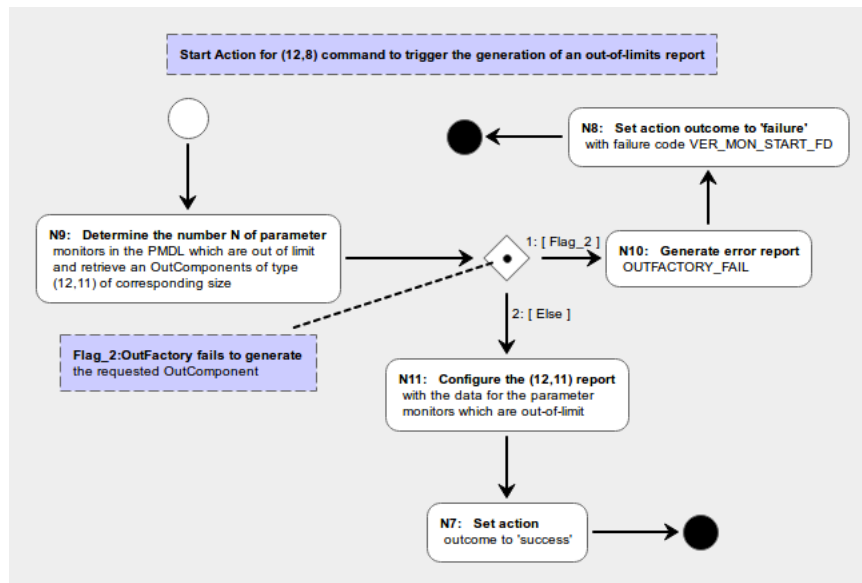 Start Action for (12,8) command to trigger the generation of an out-of-limits report
N8: Set action outcome to 'failure'
with failure code VER_MON_START_FD
N9: Determine the number N of parameter
monitors in the PMDL which are out of limit
and retrieve an OutComponents of type
(12,11) of corresponding size
1: [ Flag_2 ]
N10: Generate error report
OUTFACTORY_FAIL
2: [ Else ]
Flag_2:OutFactory fails to generate
the requested OutComponent
N11: Configure the (12,11) report
with the data for the parameter
monitors which are out-of-limit
N7: Set action
outcome to 'success'